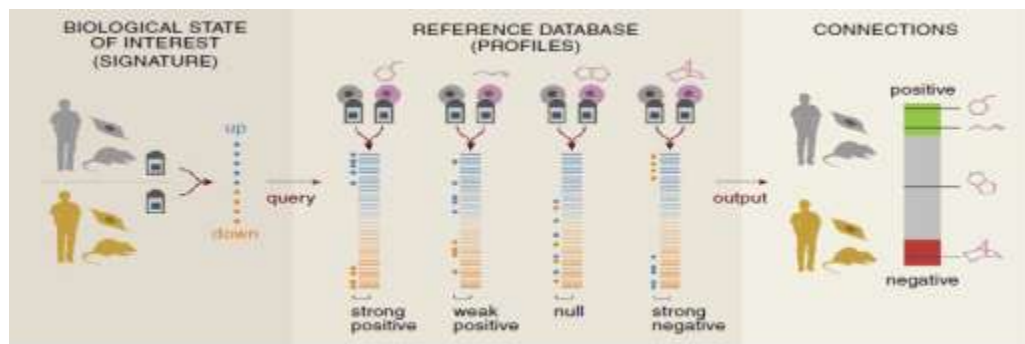 BIOLOGICAL STATE
OF INTEREST
(SIGNATURE)
up
down
query
REFERENCE DATABASE
(PROFILES)
strong
positive
weak
positive
null
strong
negative
output
CONNECTIONS
positive
negative